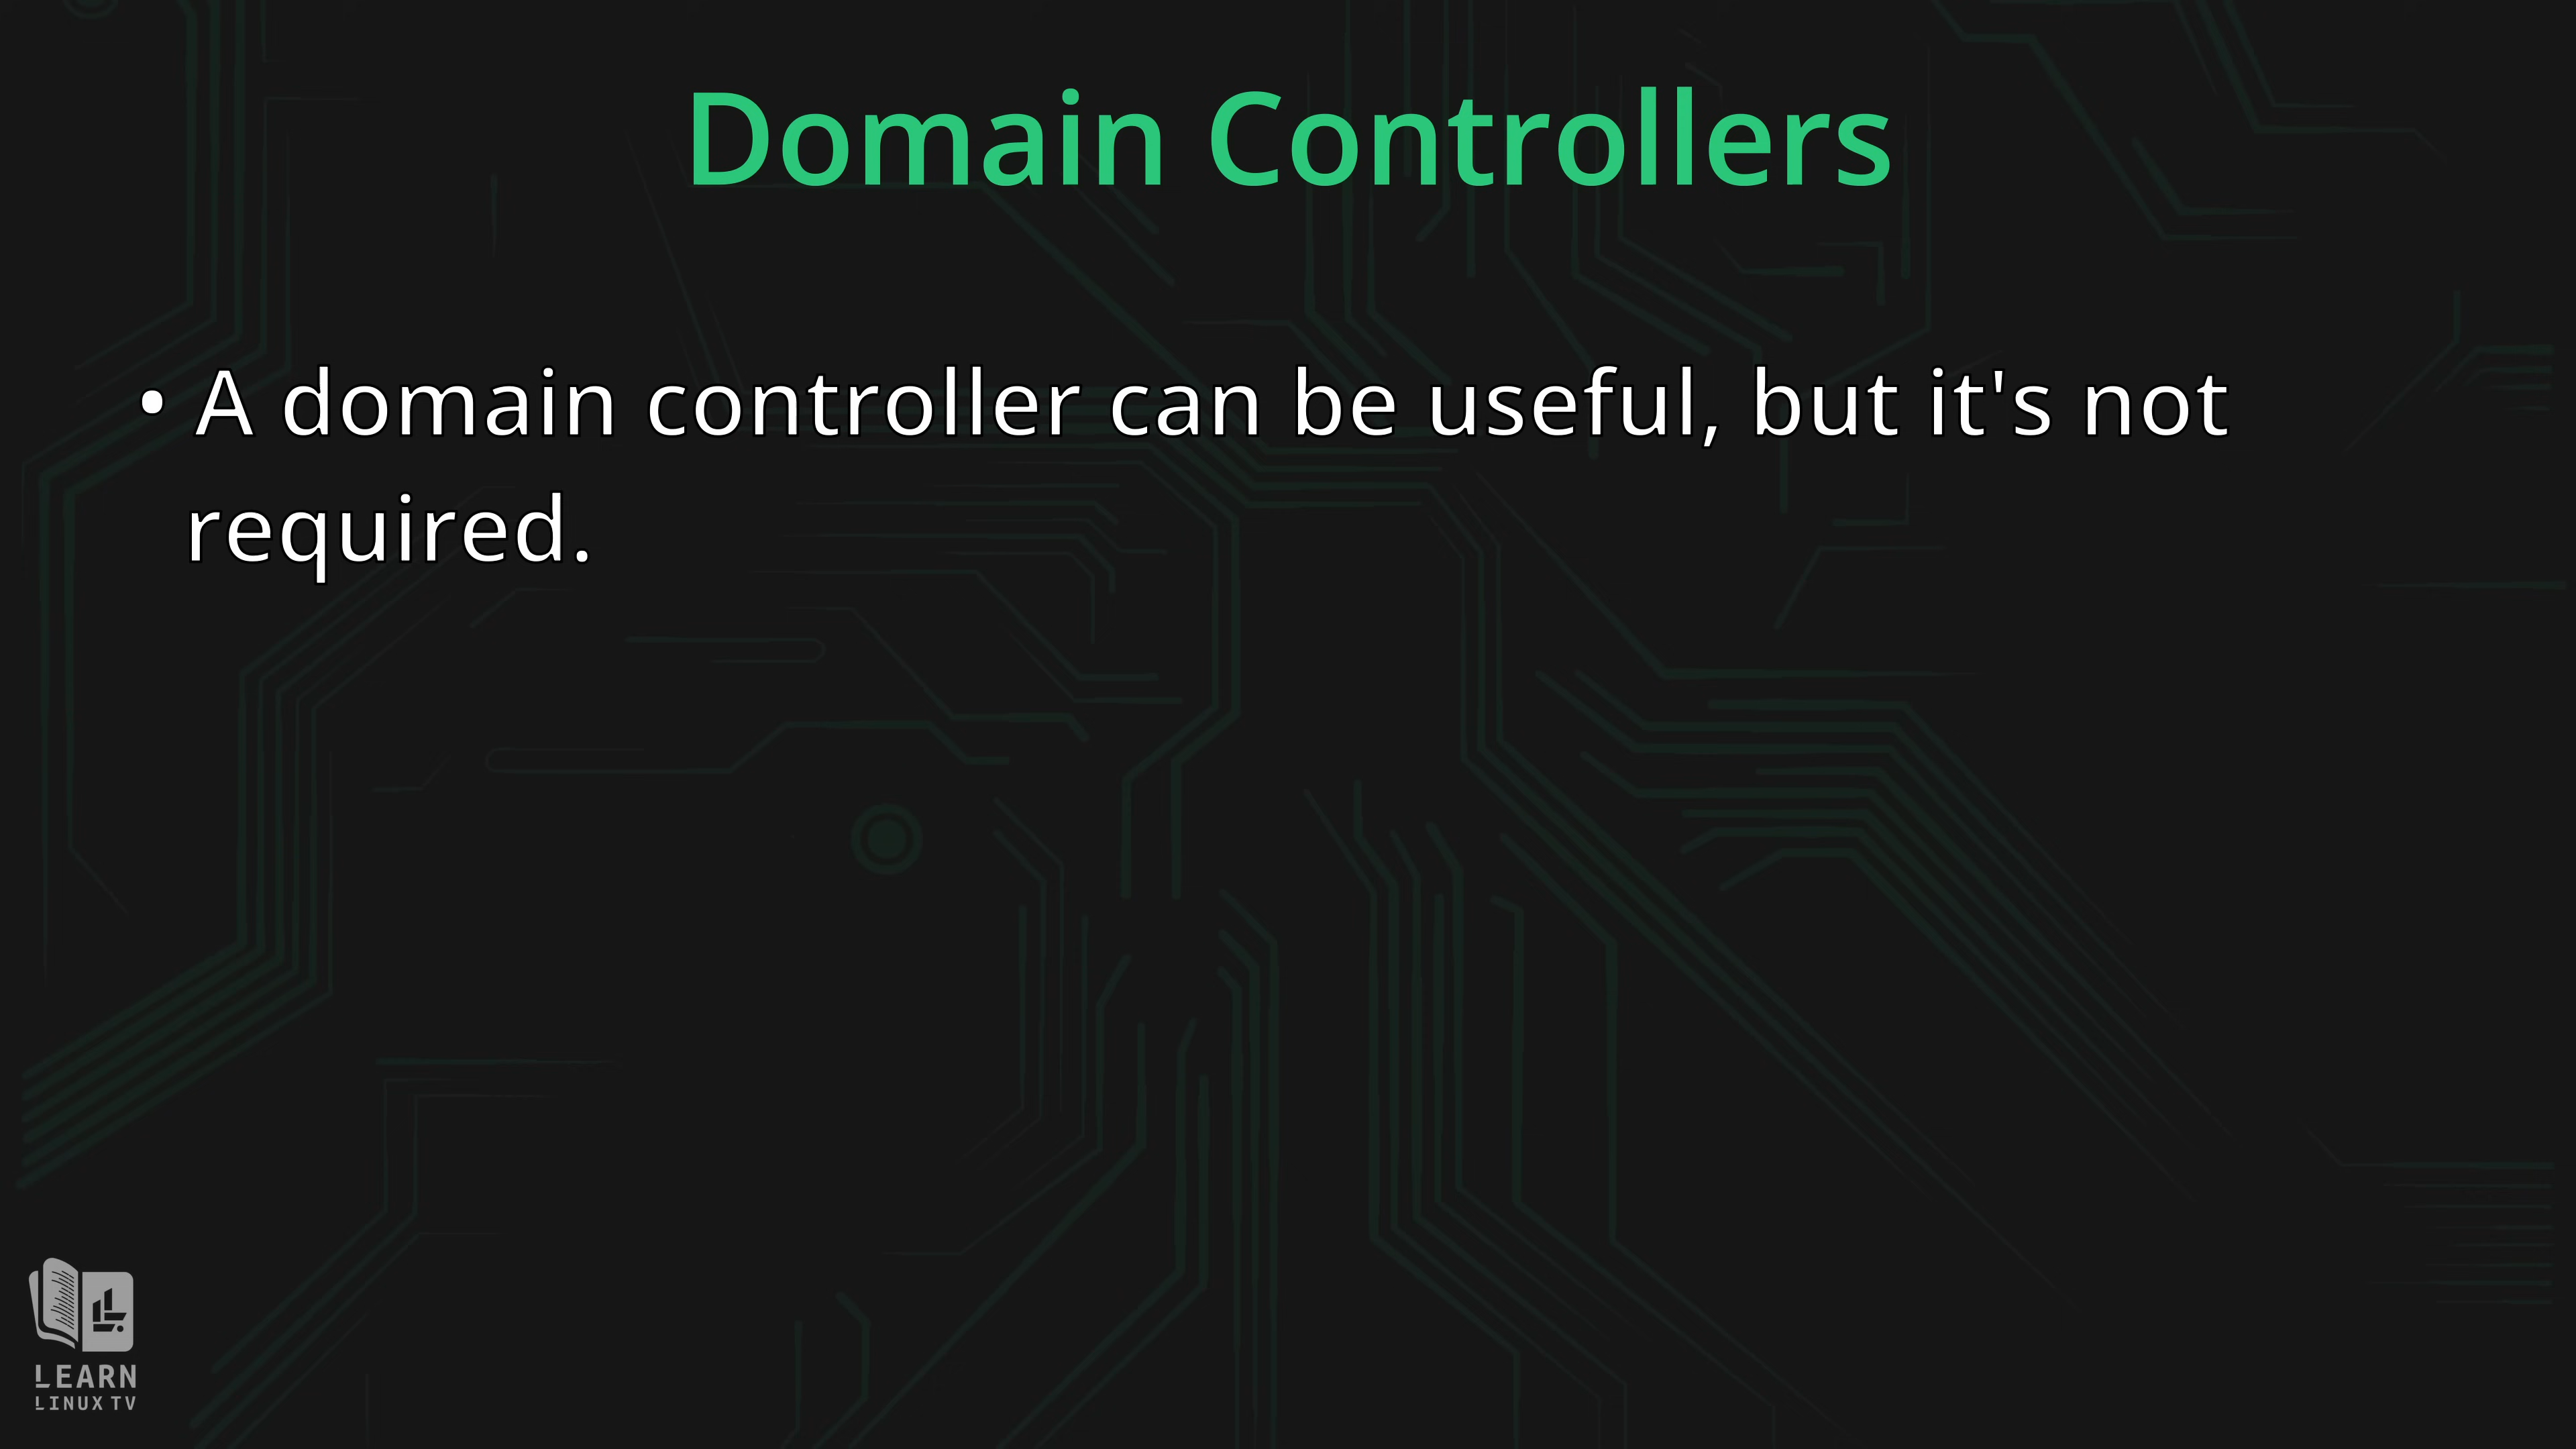 Domain Controllers
• A domain controller can be useful, but it's not
required.
LEARN
LINUX TV